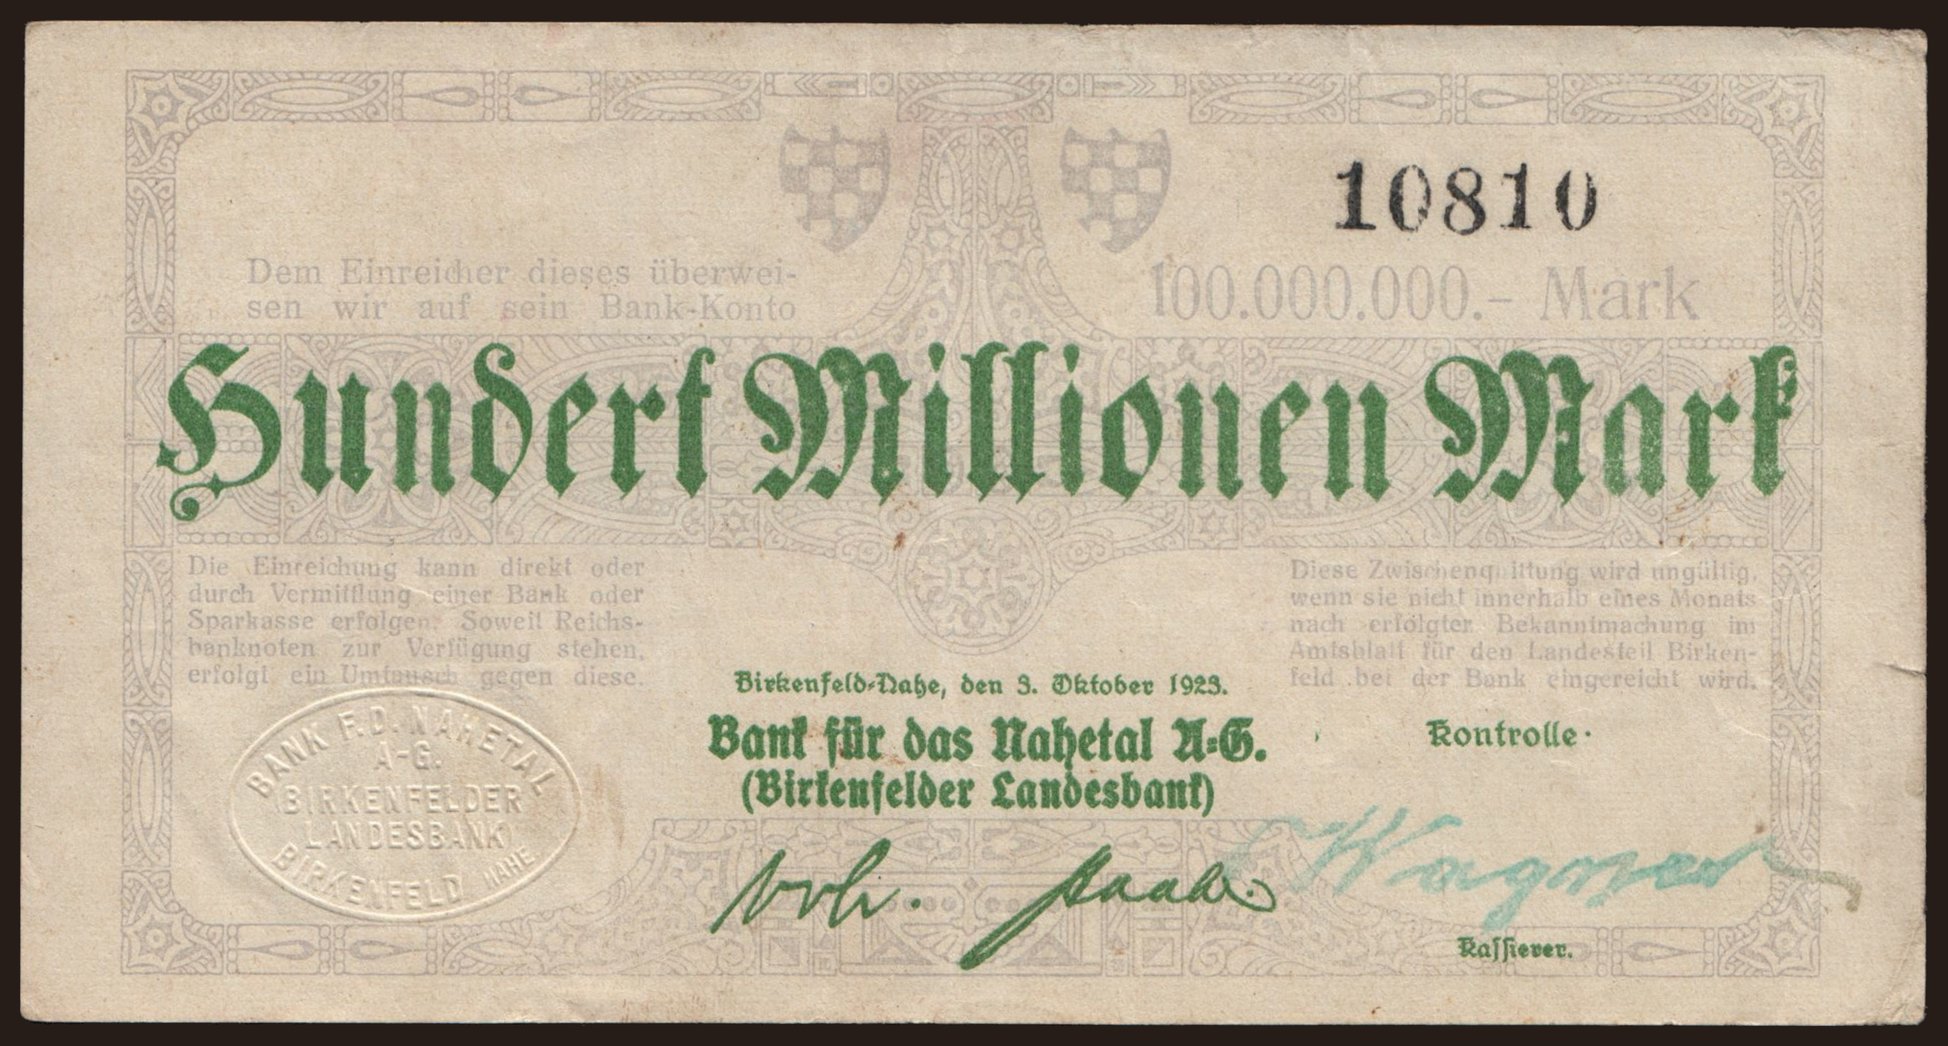 10810
Dem Einreicher dieses überwei-
sen wir auf sein Bank-Konto
100.000.000.- Mark
Hundert Millionen Mark
Die Einreichung kann direkt oder
durch Vermittlung einer Bank oder
Sparkasse erfolgen. Soweit Reichs-
banknoten zur Verfügung stehen,
erfolgt ein Umtausch gegen diese.
Diese Zwischenquittung wird ungültig,
wenn sie nicht innerhalb eines Monats
nach erfolgter Bekanntmachung im
Amtsblatt für den Landesteil Birken-
feld bei der Bank eingereicht wird.
Birkenfeld-Nahe, den 3. Oktober 1923.
Bank für das Nahetal A-G.
(Birkenfelder Landesbank)
Kontrolle.
BANK F. D. NAHETAL
A-G.
(BIRKENFELDER
LANDESBANK)
BIRKENFELD NAHE
Wagner
Kassierer.